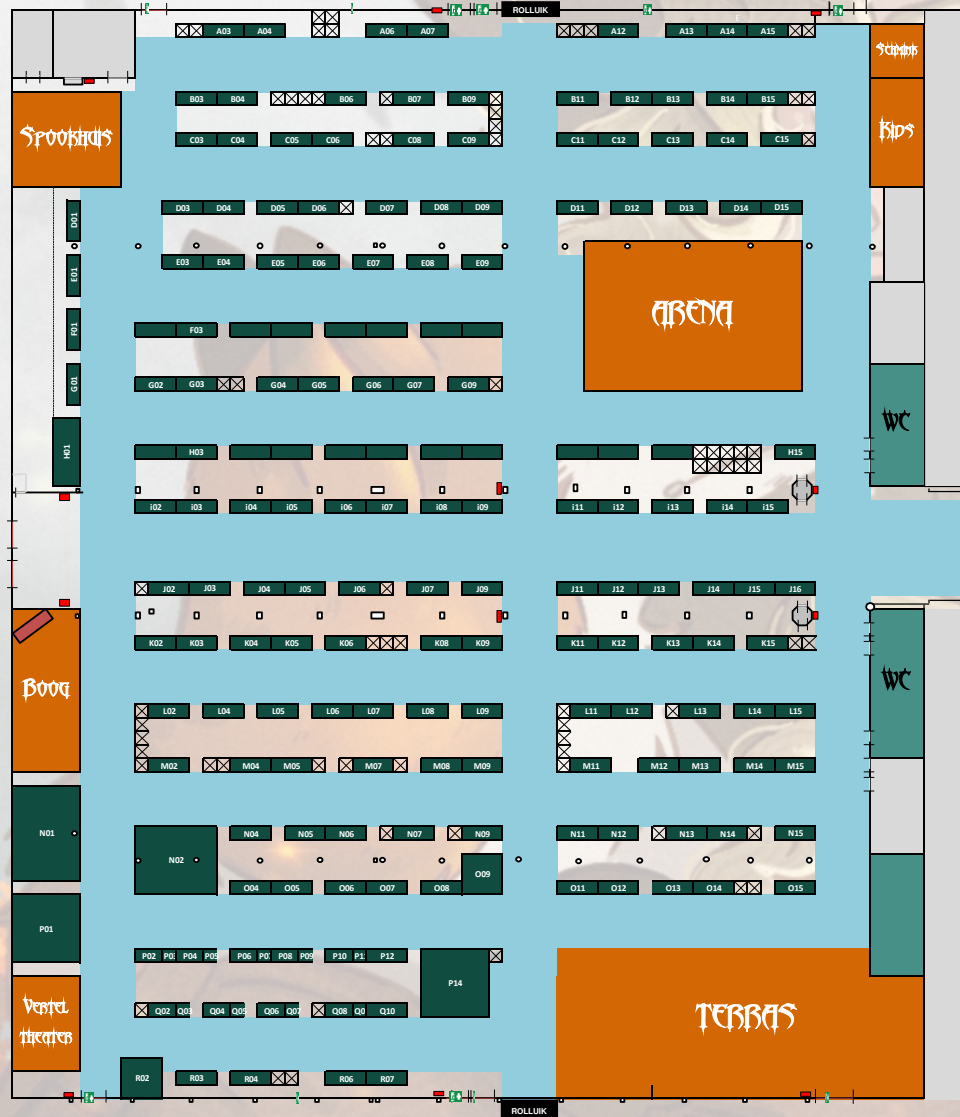 ROLLUIK
A03 A04 A06 A07 A12 A13 A14 A15
SCHMINK
B03 B04 B06 B07 B09 B11 B12 B13 B14 B15
SPOOKHUIS
KIDS
C03 C04 C05 C06 C08 C09 C11 C12 C13 C14 C15
D01 D03 D04 D05 D06 D07 D08 D09 D11 D12 D13 D14 D15
E01 E03 E04 E05 E06 E07 E08 E09
ARENA
F01 F03
G01 G02 G03 G04 G05 G06 G07 G09
WC
H01 H03 H15
i02 i03 i04 i05 i06 i07 i08 i09 i11 i12 i13 i14 i15
J02 J03 J04 J05 J06 J07 J09 J11 J12 J13 J14 J15 J16
K02 K03 K04 K05 K06 K08 K09 K11 K12 K13 K14 K15
BOOG
WC
L02 L04 L05 L06 L07 L08 L09 L11 L12 L13 L14 L15
M02 M04 M05 M07 M08 M09 M11 M12 M13 M14 M15
N01 N02 N04 N05 N06 N07 N09 N11 N12 N13 N14 N15
O04 O05 O06 O07 O08 O09 O11 O12 O13 O14 O15
P01 P02 P04 P05 P06 P08 P09 P10 P12 P14
VERTEL
THEATER
Q02 Q03 Q04 Q05 Q06 Q07 Q08 Q10
TERRAS
R02 R03 R04 R06 R07
ROLLUIK